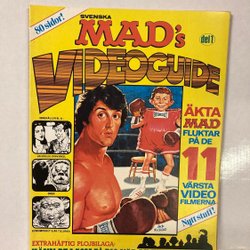 80 sidor!
SVENSKA
MAD's
del 1
VIDEOGUIDE
ÄKTA
MAD
FLUKTAR
PÅ DE
11
VÄRSTA
VIDEO
FILMERNA
Nytt stuff!
EXTRAHÄFTIG PLOJBILAGA: